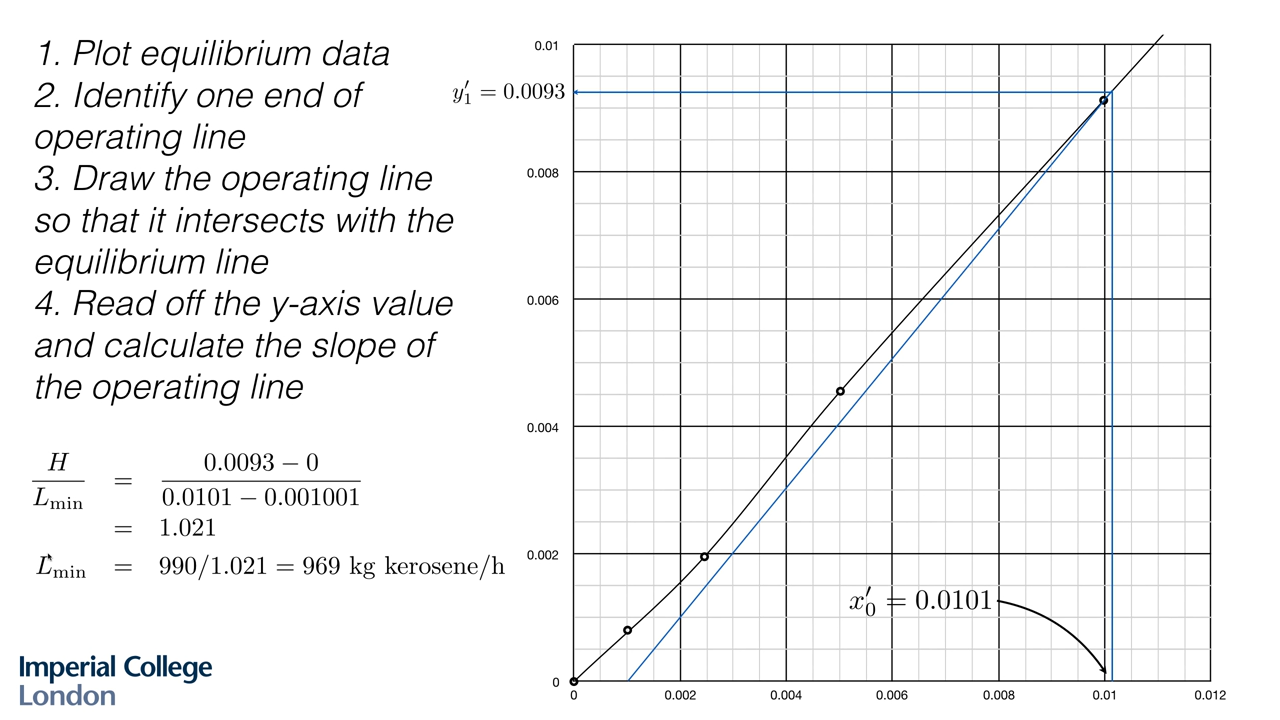 1. Plot equilibrium data
2. Identify one end of
operating line
3. Draw the operating line
so that it intersects with the
equilibrium line
4. Read off the y-axis value
and calculate the slope of
the operating line
H/L_min = (0.0093 − 0)/(0.0101 − 0.001001)
= 1.021
L_min = 990/1.021 = 969 kg kerosene/h
Imperial College
London
0.01
y′₁ = 0.0093
0.008
0.006
0.004
0.002
x′₀ = 0.0101
0
0 0.002 0.004 0.006 0.008 0.01 0.012